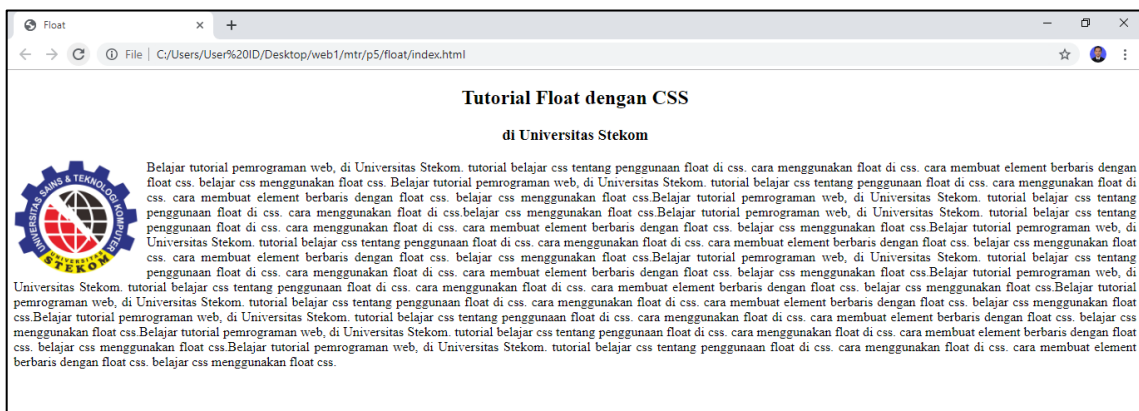 Float
File | C:/Users/User%20ID/Desktop/web1/mtr/p5/float/index.html
Tutorial Float dengan CSS
di Universitas Stekom
UNIVERSITAS SAINS & TEKNOLOGI KOMPUTER
UNIVERSITAS
STEKOM
Belajar tutorial pemrograman web, di Universitas Stekom. tutorial belajar css tentang penggunaan float di css. cara menggunakan float di css. cara membuat element berbaris dengan
float css. belajar css menggunakan float css. Belajar tutorial pemrograman web, di Universitas Stekom. tutorial belajar css tentang penggunaan float di css. cara menggunakan float di
css. cara membuat element berbaris dengan float css. belajar css menggunakan float css.Belajar tutorial pemrograman web, di Universitas Stekom. tutorial belajar css tentang
penggunaan float di css. cara menggunakan float di css.belajar css menggunakan float css.Belajar tutorial pemrograman web, di Universitas Stekom. tutorial belajar css tentang
penggunaan float di css. cara menggunakan float di css. cara membuat element berbaris dengan float css. belajar css menggunakan float css.Belajar tutorial pemrograman web, di
Universitas Stekom. tutorial belajar css tentang penggunaan float di css. cara menggunakan float di css. cara membuat element berbaris dengan float css. belajar css menggunakan float
css. cara membuat element berbaris dengan float css. belajar css menggunakan float css.Belajar tutorial pemrograman web, di Universitas Stekom. tutorial belajar css tentang
penggunaan float di css. cara menggunakan float di css. cara membuat element berbaris dengan float css. belajar css menggunakan float css.Belajar tutorial pemrograman web, di
Universitas Stekom. tutorial belajar css tentang penggunaan float di css. cara menggunakan float di css. cara membuat element berbaris dengan float css. belajar css menggunakan float css.Belajar tutorial
pemrograman web, di Universitas Stekom. tutorial belajar css tentang penggunaan float di css. cara menggunakan float di css. cara membuat element berbaris dengan float css. belajar css menggunakan float
css.Belajar tutorial pemrograman web, di Universitas Stekom. tutorial belajar css tentang penggunaan float di css. cara menggunakan float di css. cara membuat element berbaris dengan float css. belajar css
menggunakan float css.Belajar tutorial pemrograman web, di Universitas Stekom. tutorial belajar css tentang penggunaan float di css. cara menggunakan float di css. cara membuat element berbaris dengan float
css. belajar css menggunakan float css.Belajar tutorial pemrograman web, di Universitas Stekom. tutorial belajar css tentang penggunaan float di css. cara menggunakan float di css. cara membuat element
berbaris dengan float css. belajar css menggunakan float css.